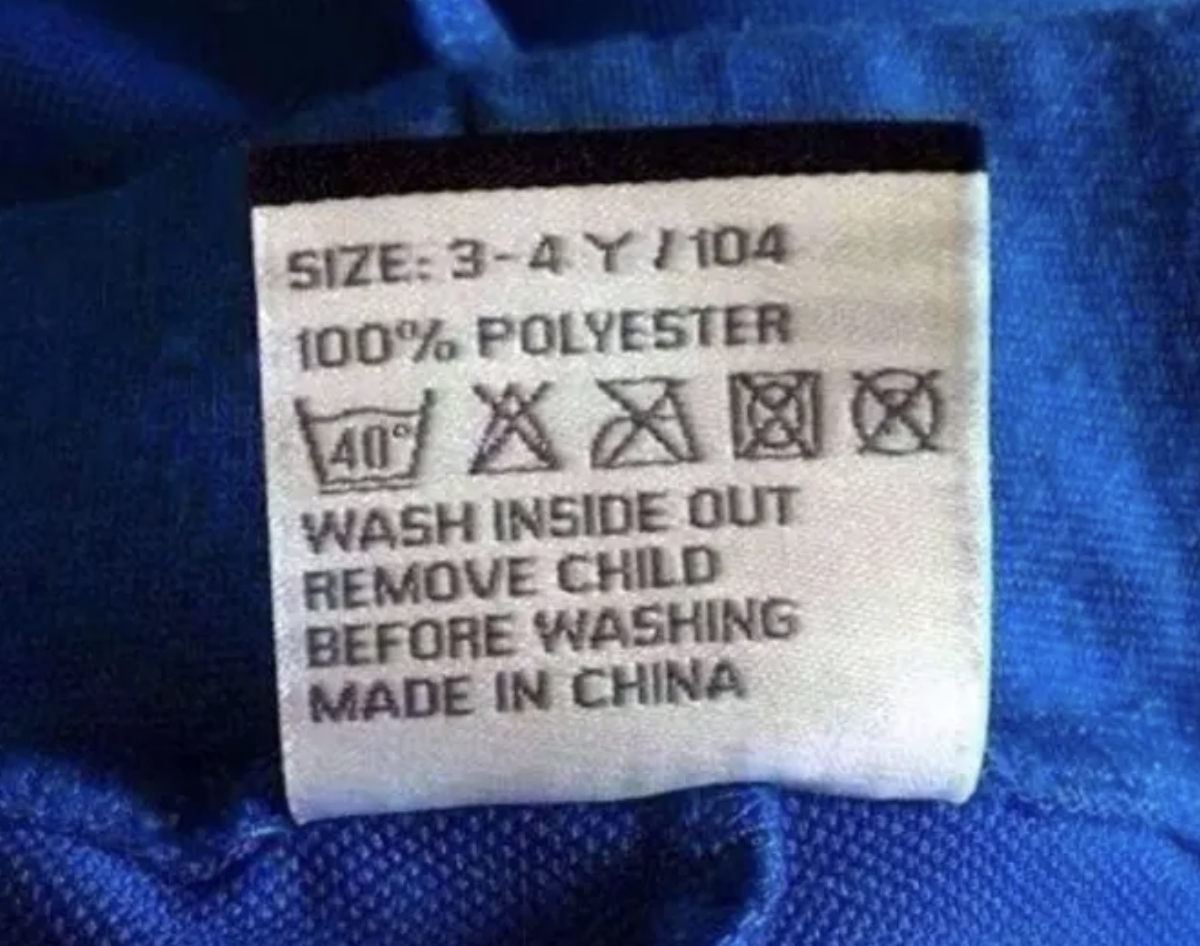 SIZE: 3-4 Y / 104
100% POLYESTER
40°
WASH INSIDE OUT
REMOVE CHILD
BEFORE WASHING
MADE IN CHINA